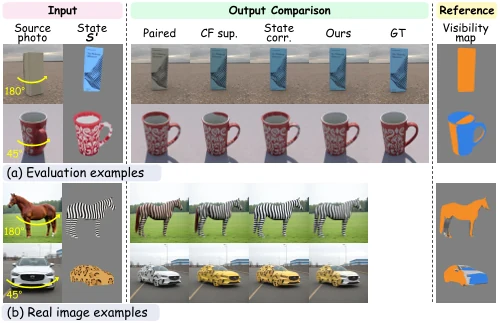 Input
Output Comparison
Reference
Source photo
State S'
Paired
CF sup.
State corr.
Ours
GT
Visibility map
180°
45°
(a) Evaluation examples
180°
45°
(b) Real image examples